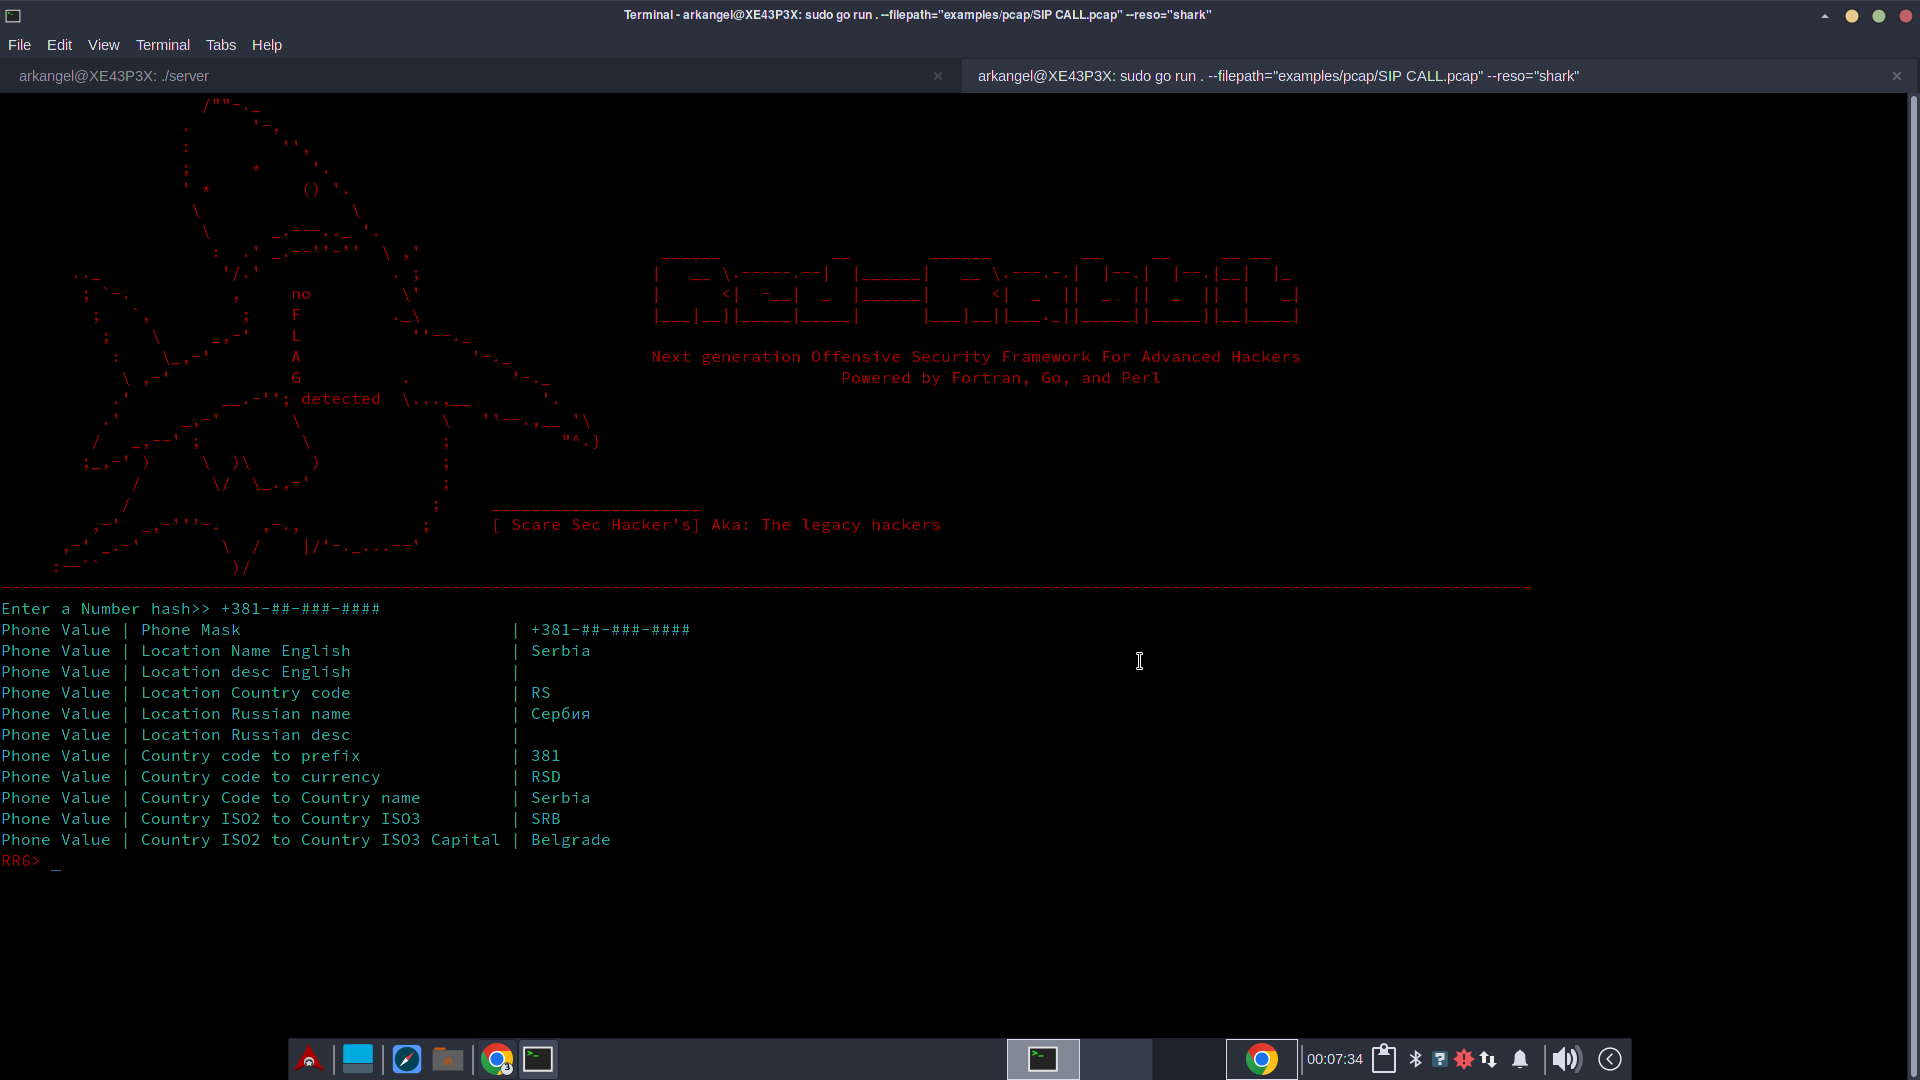 Terminal - arkangel@XE43P3X: sudo go run . --filepath="examples/pcap/SIP CALL.pcap" --reso="shark"
File Edit View Terminal Tabs Help
arkangel@XE43P3X: ./server
arkangel@XE43P3X: sudo go run . --filepath="examples/pcap/SIP CALL.pcap" --reso="shark"
Red-Rabbit
no
F
L
A
G
detected
Next generation Offensive Security Framework For Advanced Hackers
Powered by Fortran, Go, and Perl
[ Scare Sec Hacker's] Aka: The legacy hackers
Enter a Number hash>> +381-##-###-####
Phone Value | Phone Mask | +381-##-###-####
Phone Value | Location Name English | Serbia
Phone Value | Location desc English |
Phone Value | Location Country code | RS
Phone Value | Location Russian name | Сербия
Phone Value | Location Russian desc |
Phone Value | Country code to prefix | 381
Phone Value | Country code to currency | RSD
Phone Value | Country Code to Country name | Serbia
Phone Value | Country ISO2 to Country ISO3 | SRB
Phone Value | Country ISO2 to Country ISO3 Capital | Belgrade
RR6> _
3
00:07:34